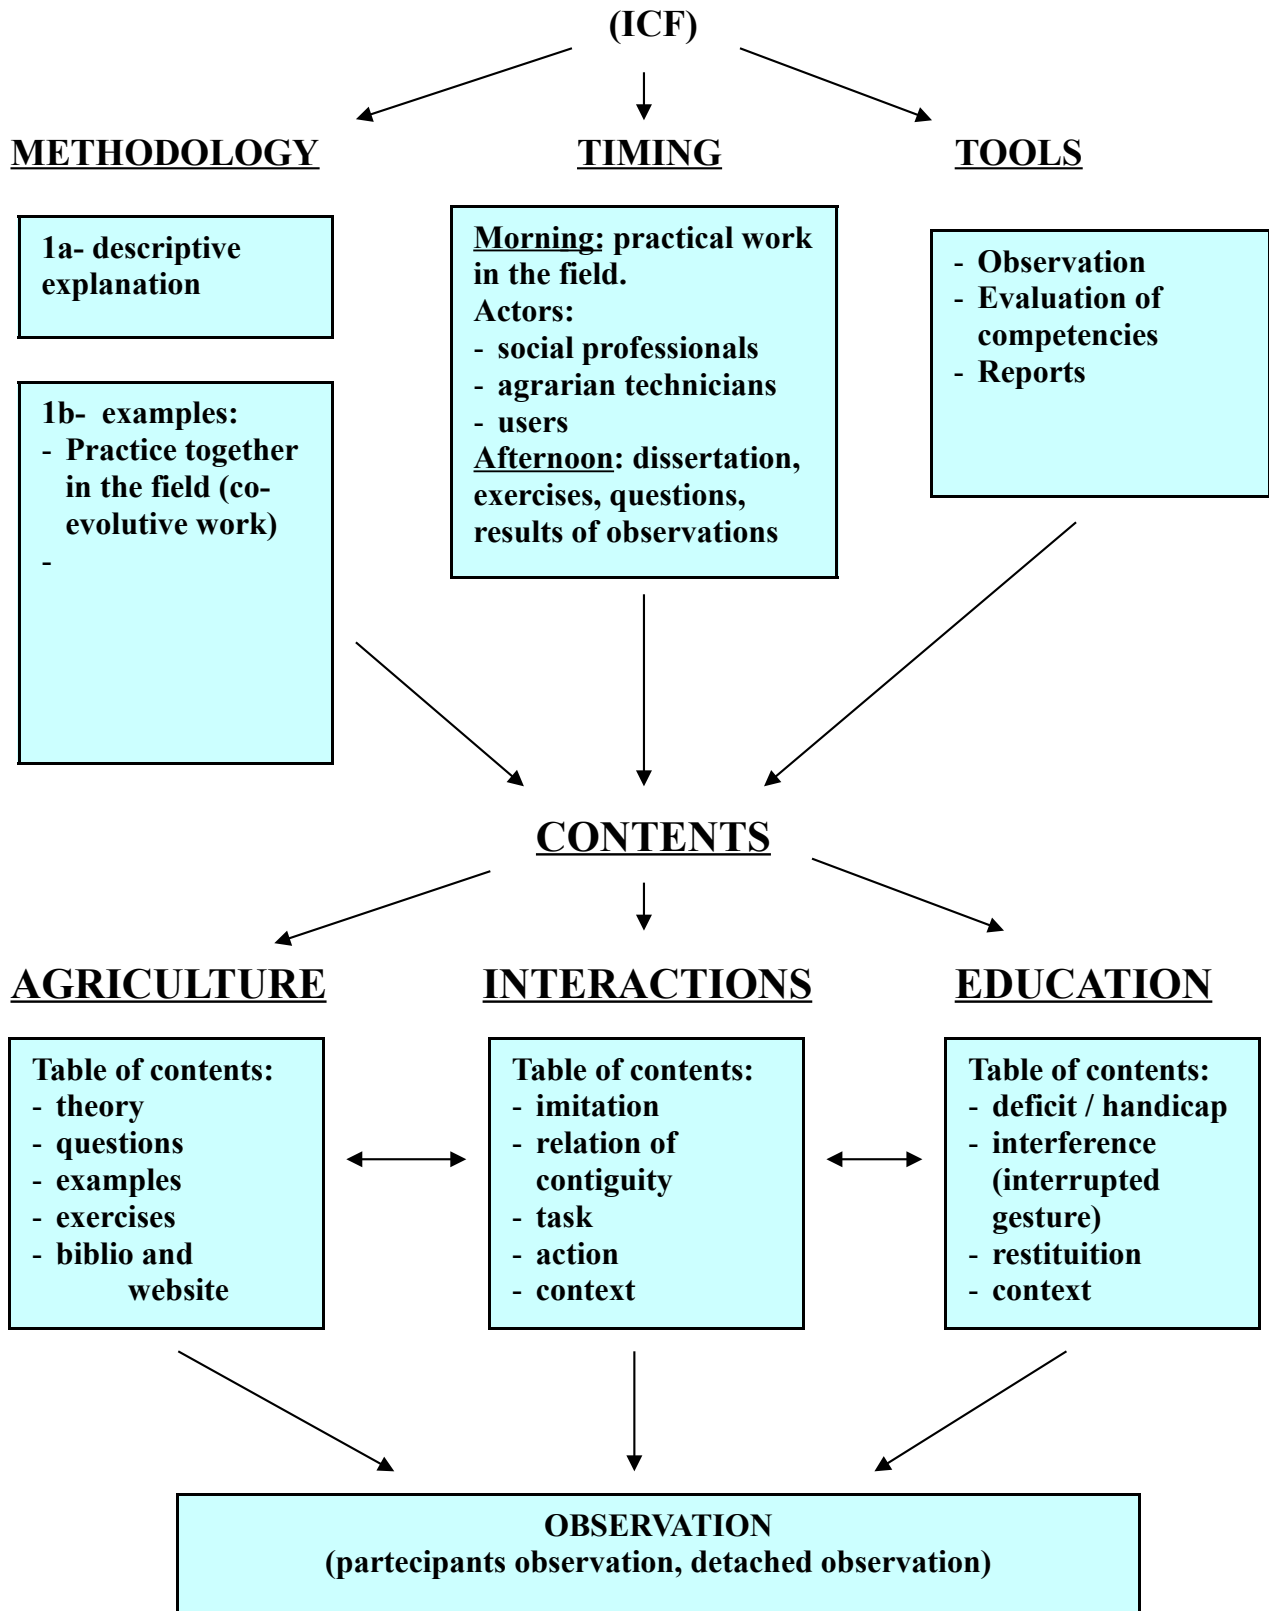 (ICF)
METHODOLOGY
TIMING
TOOLS
1a- descriptive
explanation
1b- examples:
- Practice together
in the field (co-
evolutive work)
-
Morning: practical work
in the field.
Actors:
- social professionals
- agrarian technicians
- users
Afternoon: dissertation,
exercises, questions,
results of observations
- Observation
- Evaluation of
competencies
- Reports
CONTENTS
AGRICULTURE
INTERACTIONS
EDUCATION
Table of contents:
- theory
- questions
- examples
- exercises
- biblio and
website
Table of contents:
- imitation
- relation of
contiguity
- task
- action
- context
Table of contents:
- deficit / handicap
- interference
(interrupted
gesture)
- restituition
- context
OBSERVATION
(partecipants observation, detached observation)